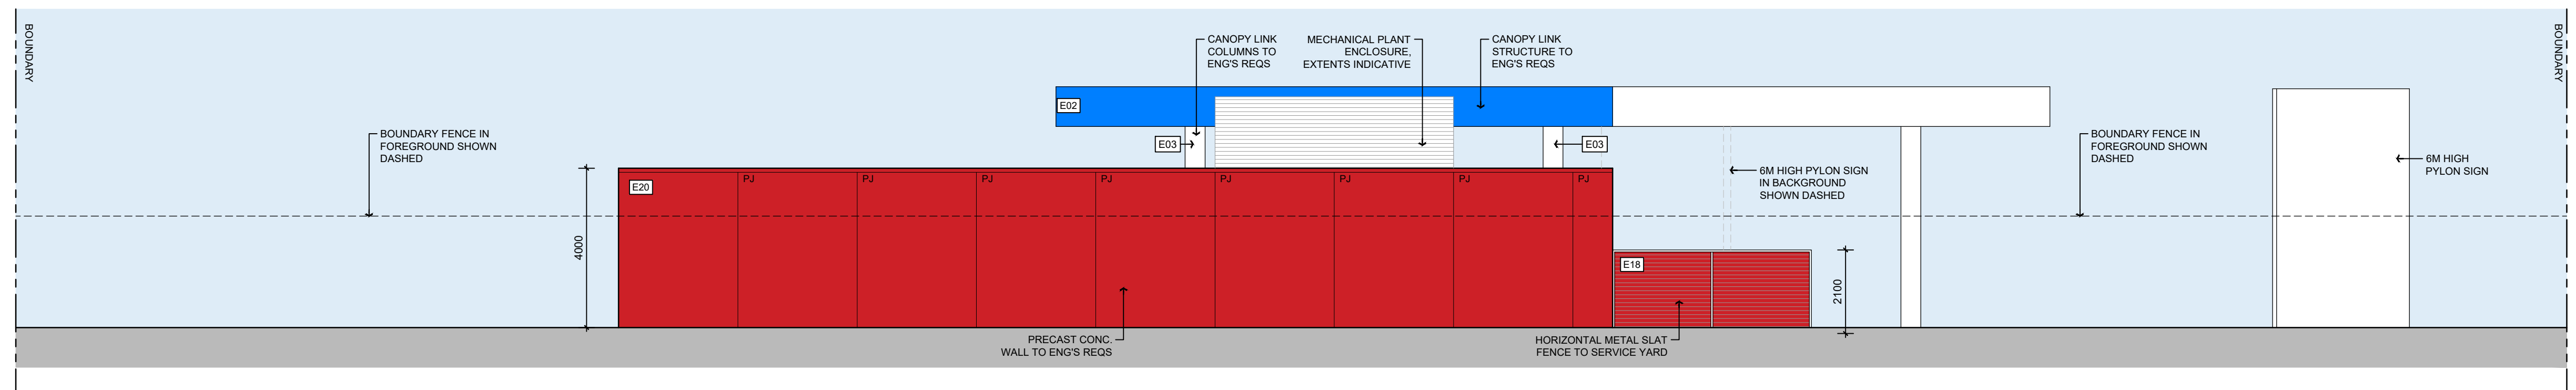 BOUNDARY
BOUNDARY
CANOPY LINK
COLUMNS TO
ENG'S REQS
MECHANICAL PLANT
ENCLOSURE,
EXTENTS INDICATIVE
CANOPY LINK
STRUCTURE TO
ENG'S REQS
E02
BOUNDARY FENCE IN
FOREGROUND SHOWN
DASHED
E03
E03
BOUNDARY FENCE IN
FOREGROUND SHOWN
DASHED
6M HIGH
PYLON SIGN
6M HIGH PYLON SIGN
IN BACKGROUND
SHOWN DASHED
E20
PJ
PJ
PJ
PJ
PJ
PJ
PJ
PJ
4000
E18
2100
PRECAST CONC.
WALL TO ENG'S REQS
HORIZONTAL METAL SLAT
FENCE TO SERVICE YARD